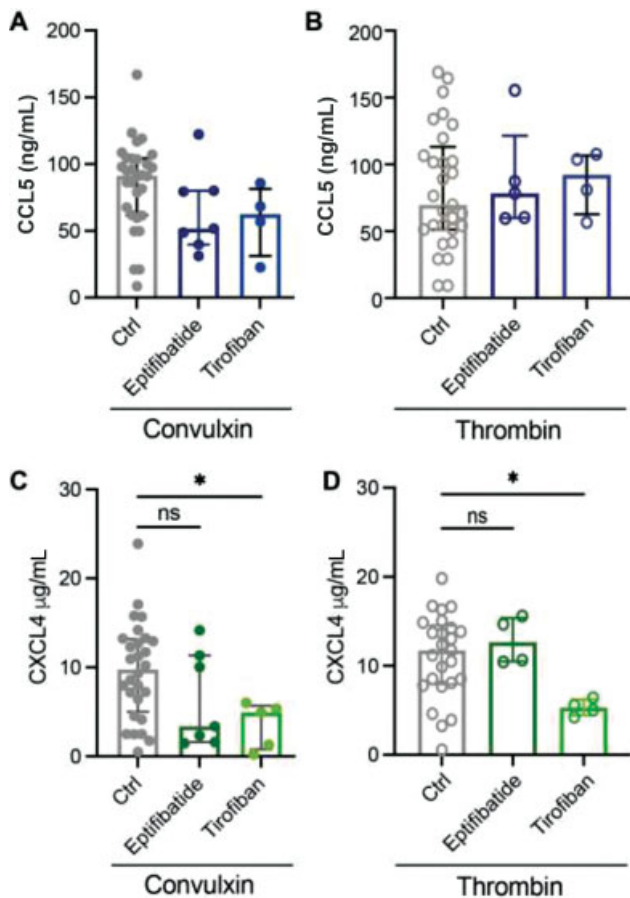 A
CCL5 (ng/mL)
200
150
100
50
0
Ctrl
Eptifibatide
Tirofiban
Convulxin
B
CCL5 (ng/mL)
200
150
100
50
0
Ctrl
Eptifibatide
Tirofiban
Thrombin
C
CXCL4 μg/mL
30
20
10
0
*
ns
Ctrl
Eptifibatide
Tirofiban
Convulxin
D
CXCL4 μg/mL
30
20
10
0
*
ns
Ctrl
Eptifibatide
Tirofiban
Thrombin